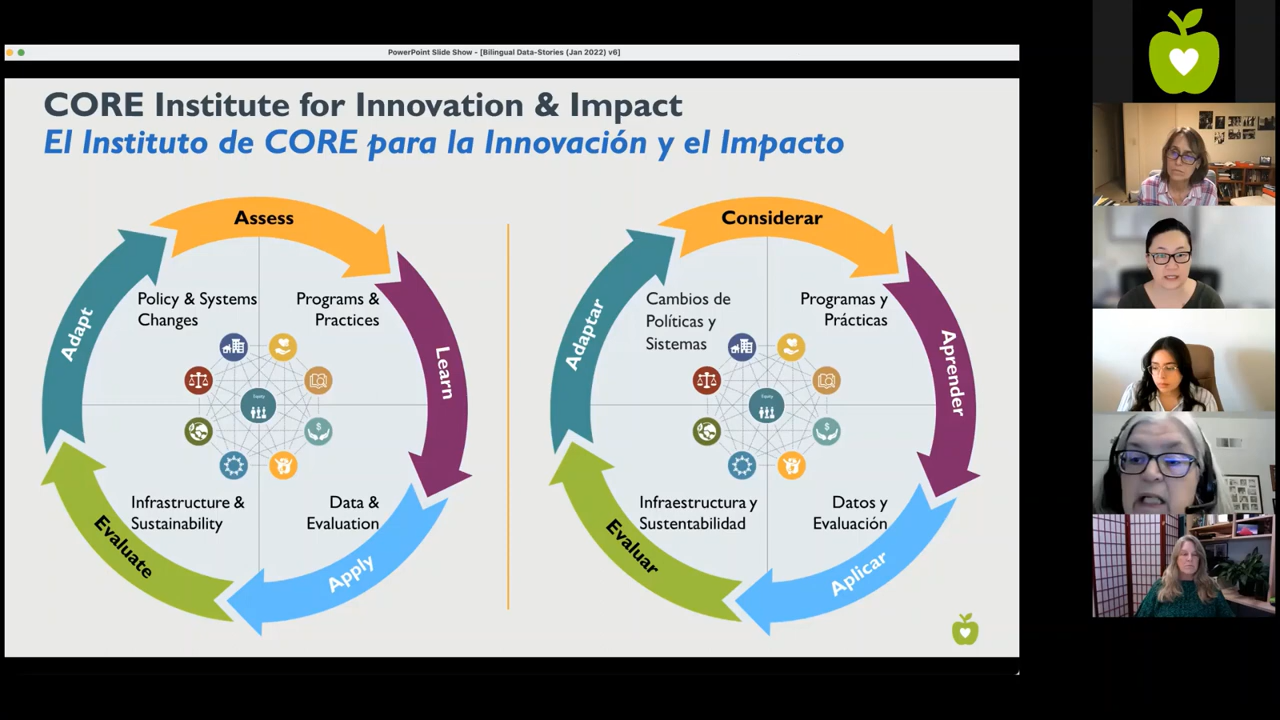 PowerPoint Slide Show - [Bilingual Data-Stories (Jan 2022) v6]
CORE Institute for Innovation & Impact
El Instituto de CORE para la Innovación y el Impacto
Assess
Learn
Apply
Evaluate
Adapt
Policy & Systems
Changes
Programs &
Practices
Equity
Infrastructure &
Sustainability
Data &
Evaluation
Considerar
Aprender
Aplicar
Evaluar
Adaptar
Cambios de
Políticas y
Sistemas
Programas y
Prácticas
Equity
Infraestructura y
Sustentabilidad
Datos y
Evaluación